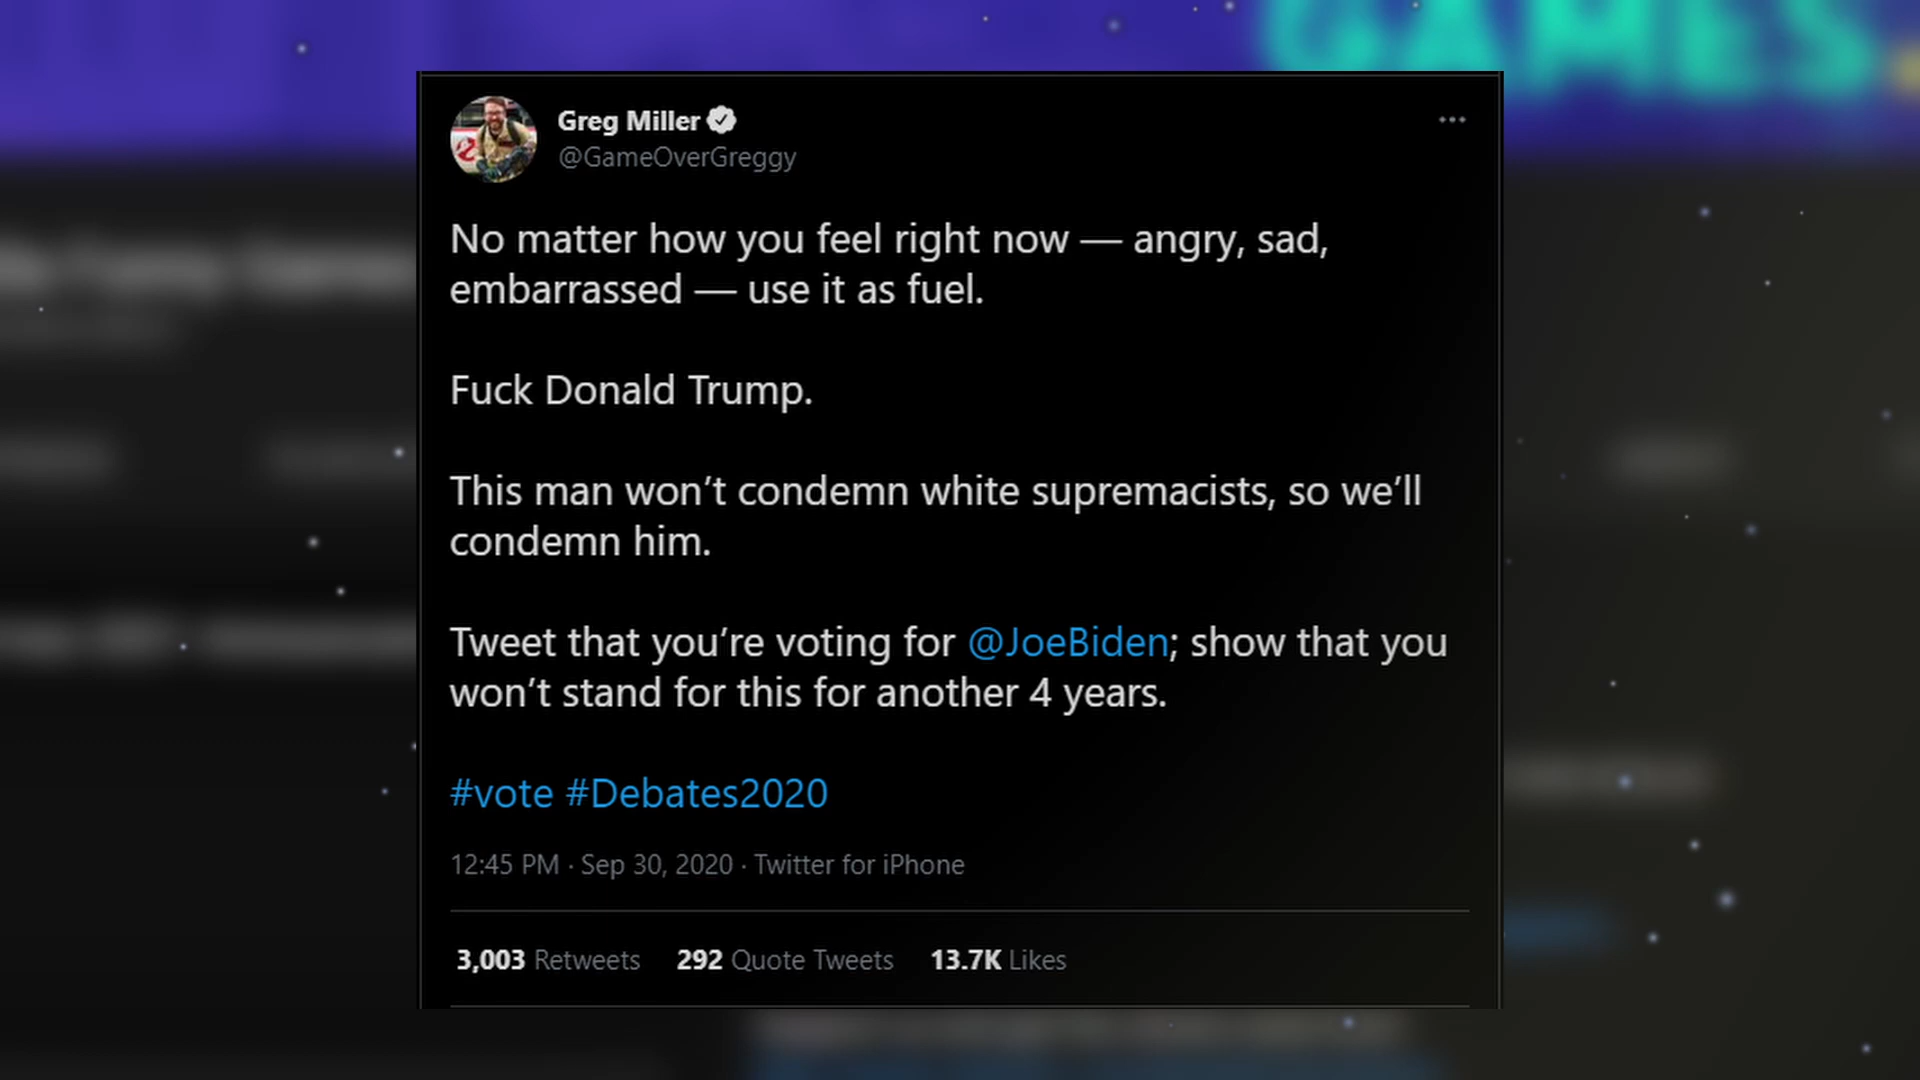 GAMES
Greg Miller
@GameOverGreggy
No matter how you feel right now — angry, sad,
embarrassed — use it as fuel.
Fuck Donald Trump.
This man won’t condemn white supremacists, so we’ll
condemn him.
Tweet that you’re voting for @JoeBiden; show that you
won’t stand for this for another 4 years.
#vote #Debates2020
12:45 PM · Sep 30, 2020 · Twitter for iPhone
3,003 Retweets 292 Quote Tweets 13.7K Likes